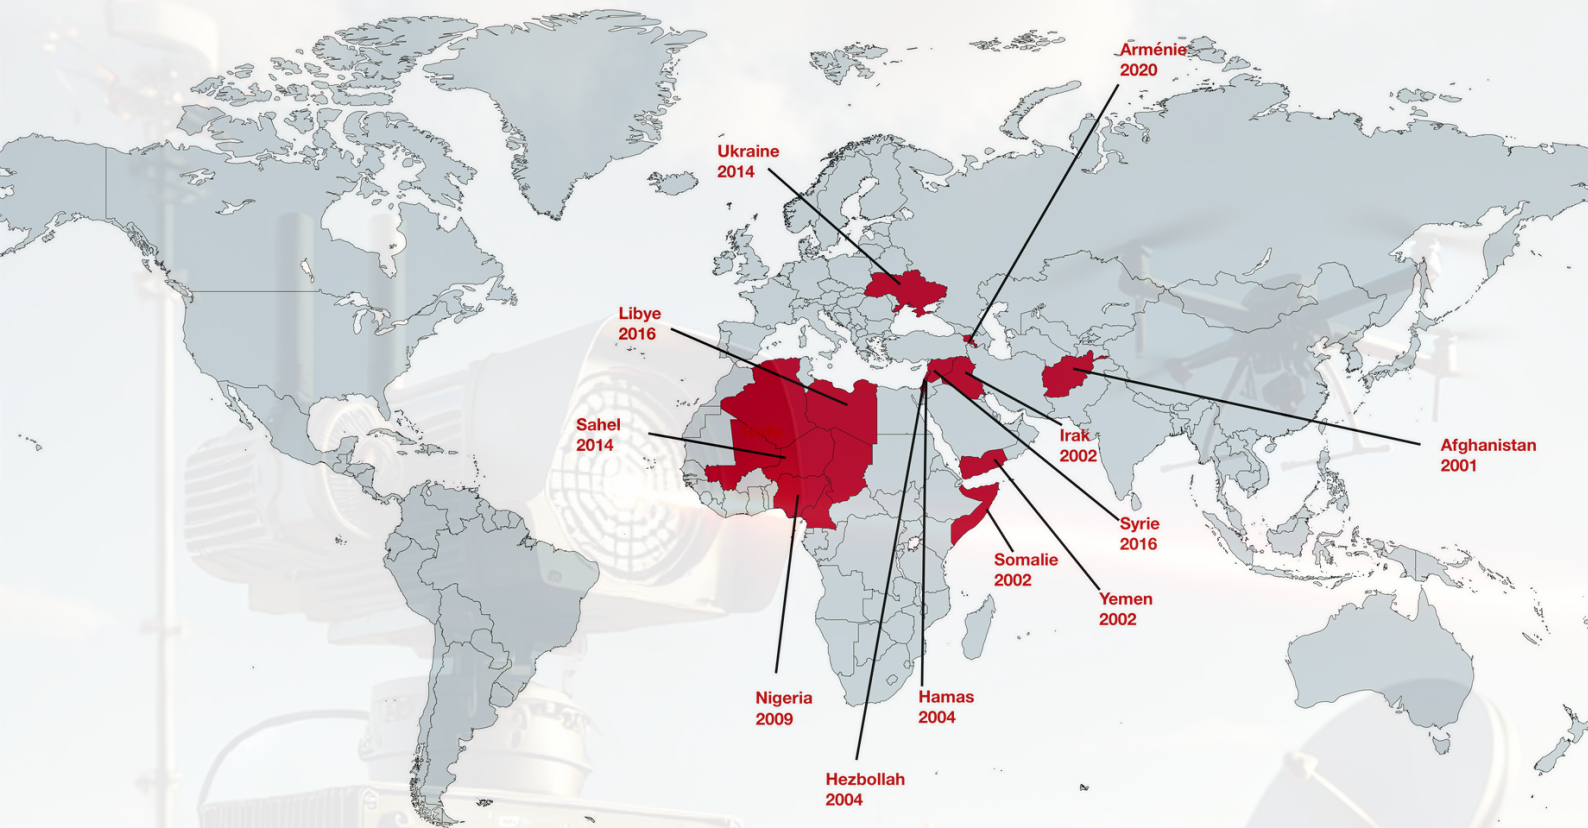 Arménie
2020
Ukraine
2014
Libye
2016
Sahel
2014
Irak
2002
Afghanistan
2001
Syrie
2016
Somalie
2002
Yemen
2002
Nigeria
2009
Hamas
2004
Hezbollah
2004